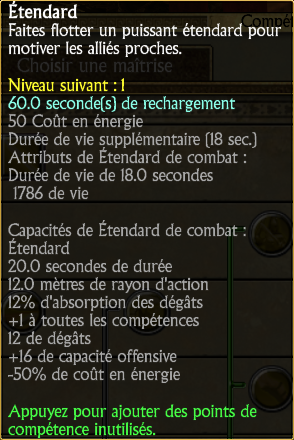 Étendard
Compét
Faites flotter un puissant étendard pour
motiver les alliés proches.
Choisir une maîtrise
Niveau suivant : I
60.0 seconde(s) de rechargement
50 Coût en énergie
Durée de vie supplémentaire (18 sec.)
Attributs de Étendard de combat :
Durée de vie de 18.0 secondes
1786 de vie
Capacités de Étendard de combat :
Étendard
20.0 secondes de durée
12.0 mètres de rayon d'action
12% d'absorption des dégâts
+1 à toutes les compétences
12 de dégâts
+16 de capacité offensive
-50% de coût en énergie
Appuyez pour ajouter des points de
compétence inutilisés.